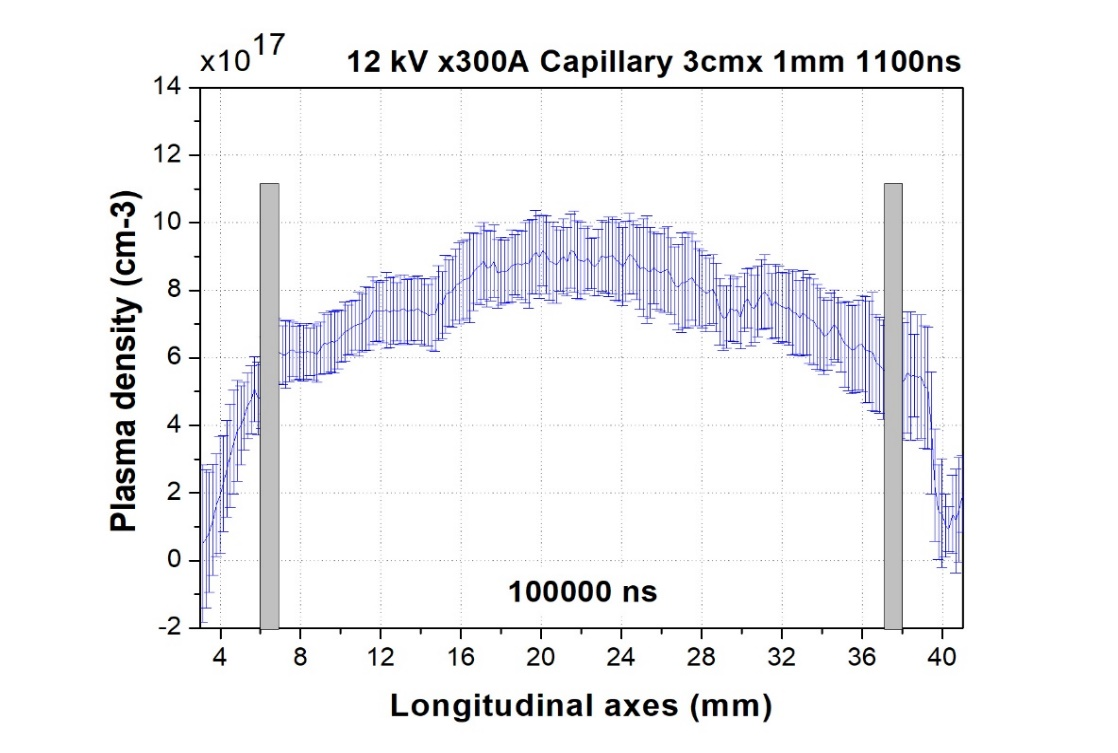 x10^17
12 kV x300A Capillary 3cmx 1mm 1100ns
14
12
10
8
6
4
2
0
-2
Plasma density (cm-3)
100000 ns
4 8 12 16 20 24 28 32 36 40
Longitudinal axes (mm)